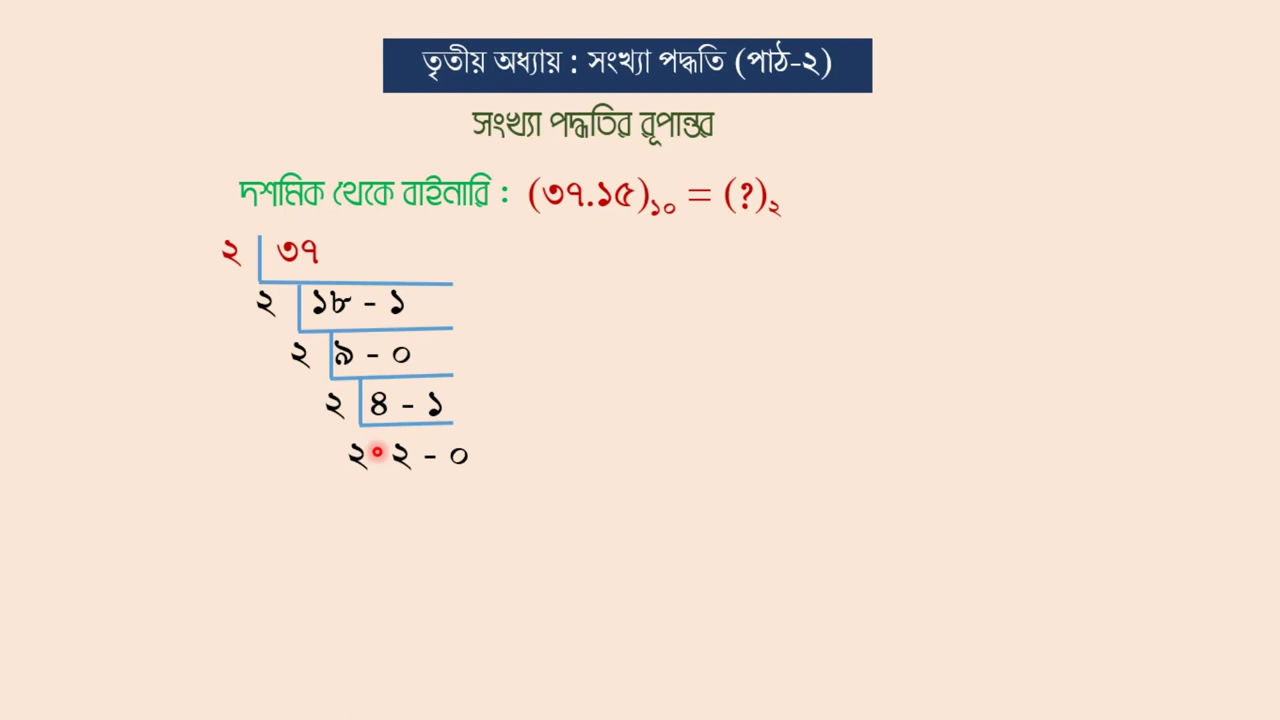 তৃতীয় অধ্যায় : সংখ্যা পদ্ধতি (পাঠ-২)
সংখ্যা পদ্ধতির রূপান্তর
দশমিক থেকে বাইনারি : (৩৭.১৫)১০ = (?)২
২ ৩৭
২ ১৮ - ১
২ ৯ - ০
২ ৪ - ১
২ ২ - ০